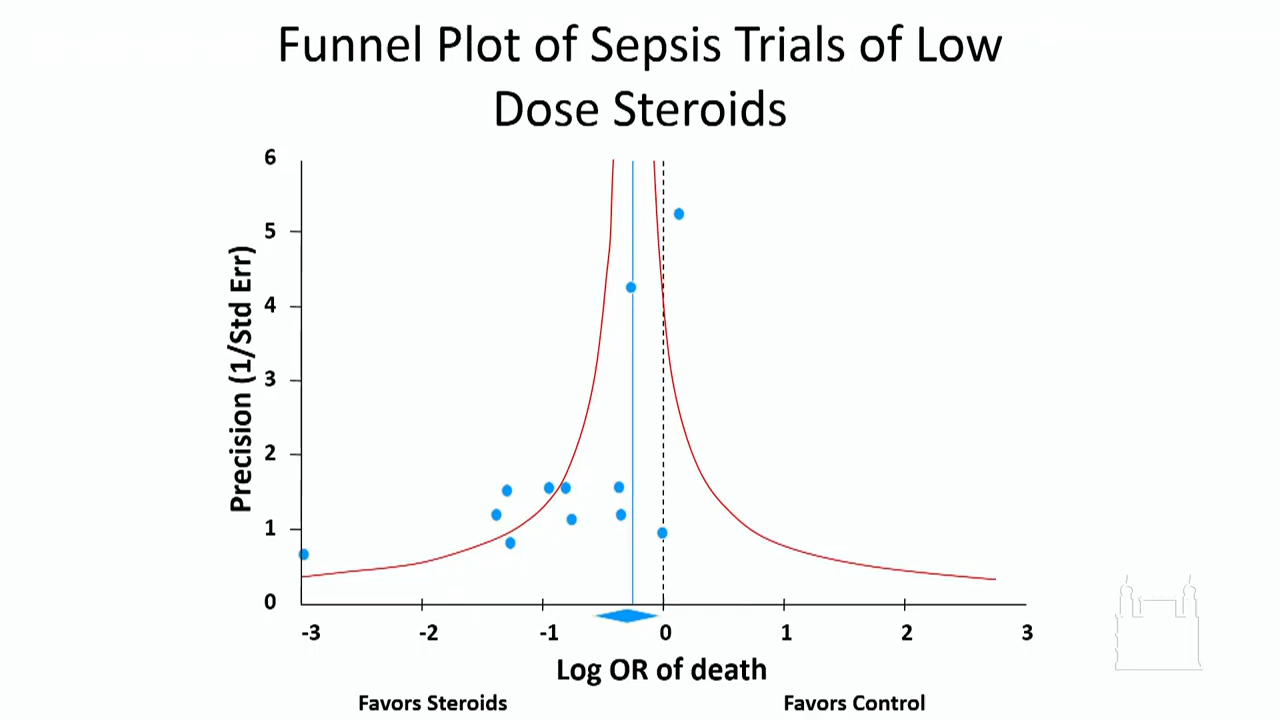 Funnel Plot of Sepsis Trials of Low
Dose Steroids
Precision (1/Std Err)
6
5
4
3
2
1
0
-3
-2
-1
0
1
2
3
Log OR of death
Favors Steroids
Favors Control